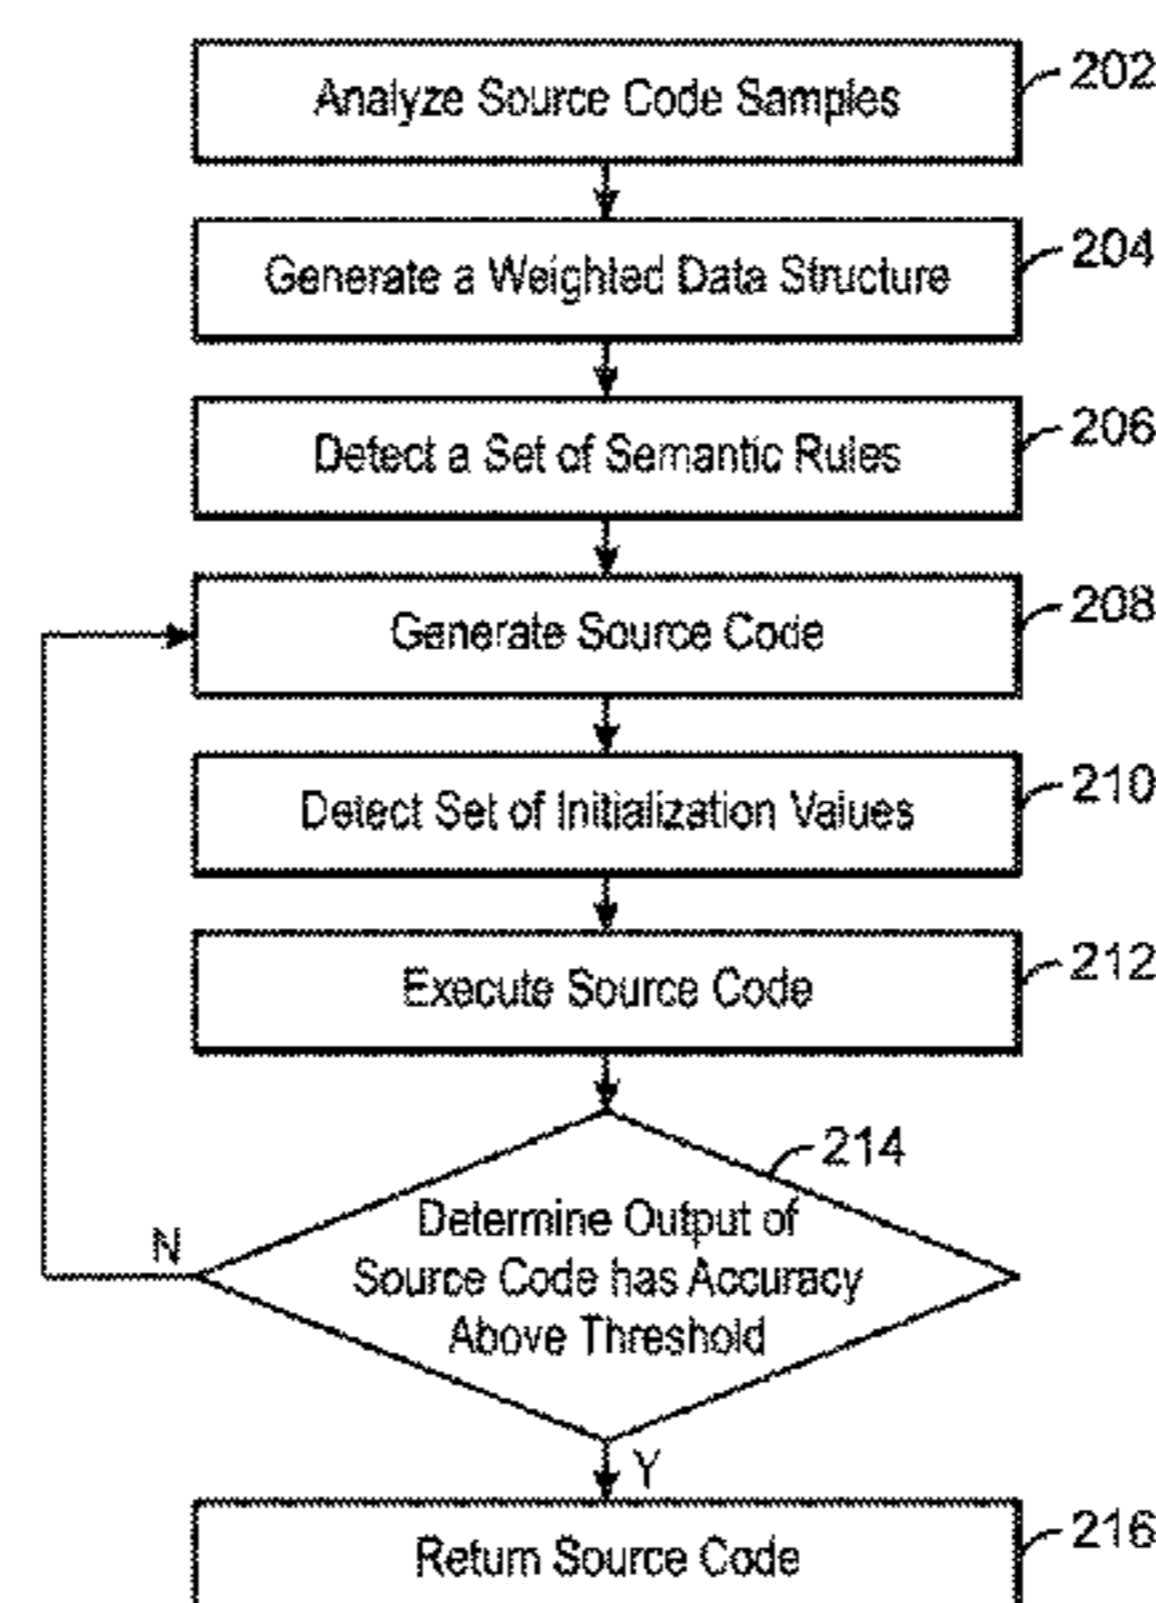 Analyze Source Code Samples
202
Generate a Weighted Data Structure
204
Detect a Set of Semantic Rules
206
Generate Source Code
208
Detect Set of Initialization Values
210
Execute Source Code
212
214
Determine Output of
Source Code has Accuracy
Above Threshold
N
Y
Return Source Code
216